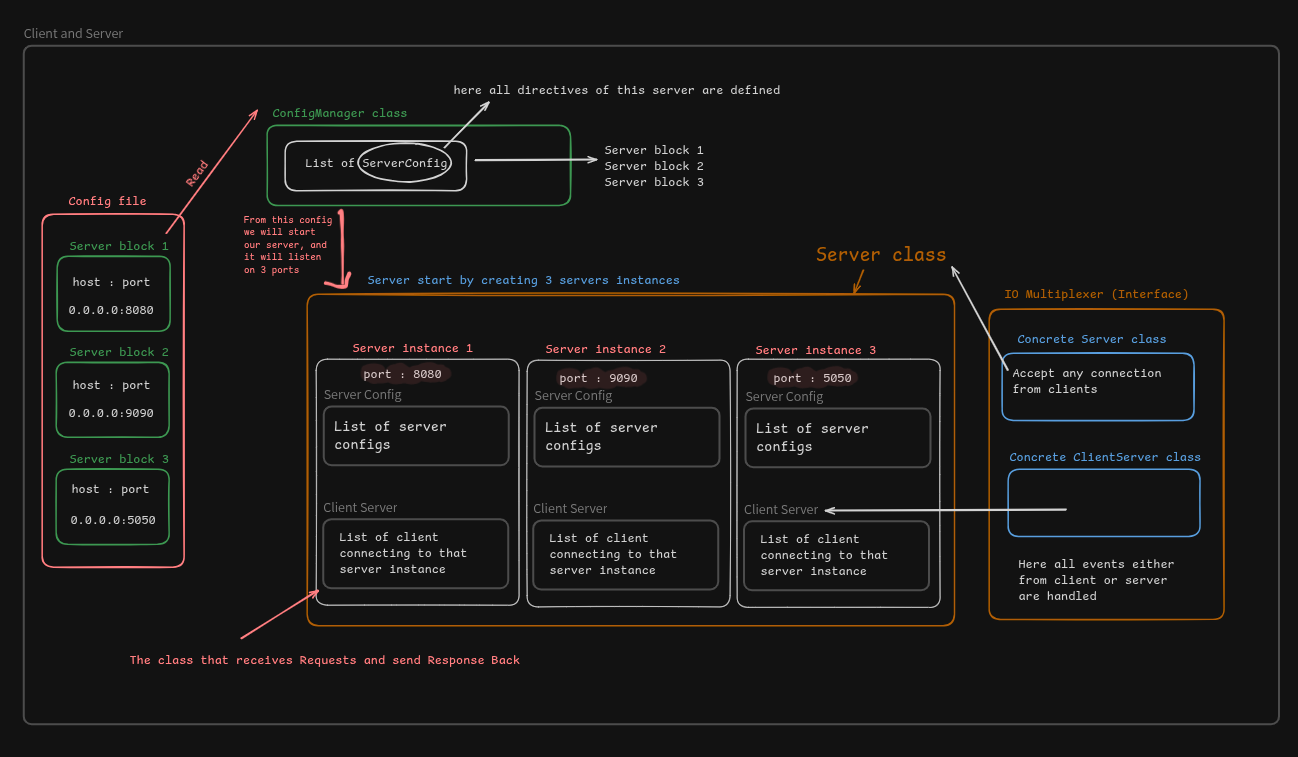 Client and Server
here all directives of this server are defined
ConfigManager class
List of ServerConfig
Server block 1
Server block 2
Server block 3
Read
Config file
Server block 1
host : port
0.0.0.0:8080
Server block 2
host : port
0.0.0.0:9090
Server block 3
host : port
0.0.0.0:5050
From this config
we will start
our server, and
it will listen
on 3 ports
Server class
Server start by creating 3 servers instances
Server instance 1
port : 8080
Server Config
List of server
configs
Client Server
List of client
connecting to that
server instance
Server instance 2
port : 9090
Server Config
List of server
configs
Client Server
List of client
connecting to that
server instance
Server instance 3
port : 5050
Server Config
List of server
configs
Client Server
List of client
connecting to that
server instance
IO Multiplexer (Interface)
Concrete Server class
Accept any connection
from clients
Concrete ClientServer class
Here all events either
from client or server
are handled
The class that receives Requests and send Response Back